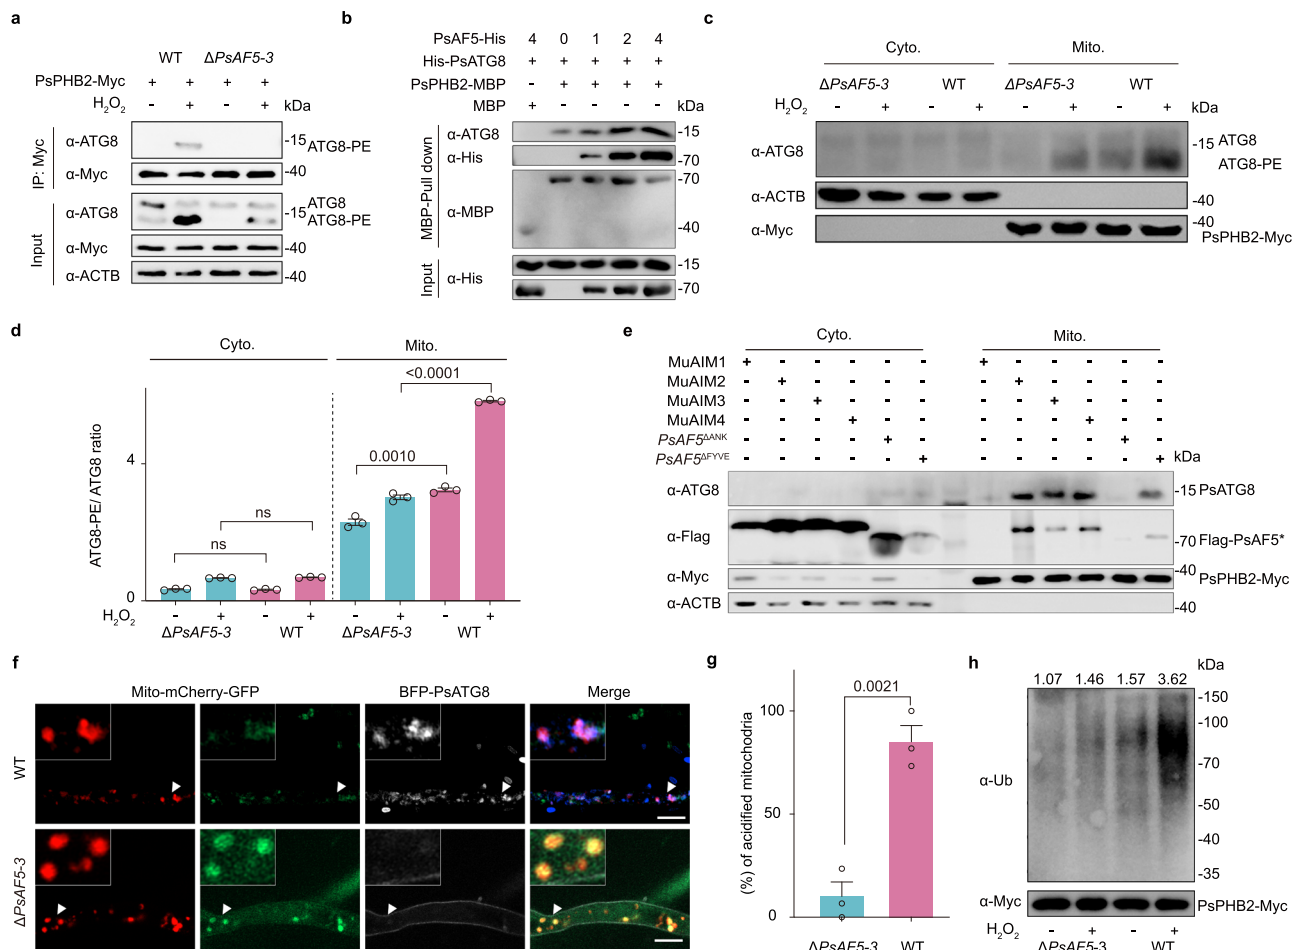 a
WT ΔPsAF5-3
PsPHB2-Myc + + + +
H2O2 - + - + kDa
IP: Myc
α-ATG8 -15 ATG8-PE
α-Myc -40
Input
α-ATG8 ATG8
-15 ATG8-PE
α-Myc -40
α-ACTB -40
b
PsAF5-His 4 0 1 2 4
His-PsATG8 + + + + +
PsPHB2-MBP - + + + +
MBP + - - - - kDa
MBP-Pull down
α-ATG8 -15
α-His -70
α-MBP -70
-40
Input
α-His -15
-70
c
Cyto. Mito.
ΔPsAF5-3 WT ΔPsAF5-3 WT
H2O2 - + - + - + - + kDa
α-ATG8 -15 ATG8
ATG8-PE
α-ACTB -40
α-Myc -40 PsPHB2-Myc
d
Cyto. Mito.
<0.0001
0.0010
ns
ns
ATG8-PE/ ATG8 ratio
4
0
H2O2 - + - + - + - +
ΔPsAF5-3 WT ΔPsAF5-3 WT
e
Cyto. Mito.
MuAIM1 + - - - - - + - - - - -
MuAIM2 - + - - - - - + - - - -
MuAIM3 - - + - - - - - + - - -
MuAIM4 - - - + - - - - - + - -
PsAF5ΔANK - - - - + - - - - - + -
PsAF5ΔFYVE - - - - - + - - - - - + kDa
α-ATG8 -15 PsATG8
α-Flag -70 Flag-PsAF5*
α-Myc -40 PsPHB2-Myc
α-ACTB -40
f
Mito-mCherry-GFP BFP-PsATG8 Merge
WT
ΔPsAF5-3
g
0.0021
(%) of acidified mitochodria
100
50
0
ΔPsAF5-3 WT
h
kDa
1.07 1.46 1.57 3.62
-150
-100
α-Ub
-70
-50
-40
-35
α-Myc PsPHB2-Myc
H2O2 - + - +
ΔPsAF5-3 WT